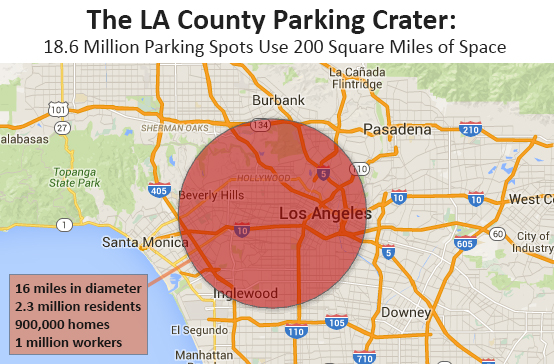 The LA County Parking Crater:
18.6 Million Parking Spots Use 200 Square Miles of Space
La Cañada
Flintridge
Burbank
101
134
Pasadena
210
27
SHERMAN OAKS
alabasas
110
Topanga
State Park
HOLLYWOOD
5
405
Beverly Hills
10
10
West C
Los Angeles
1
10
60
City of
Industry
Santa Monica
605
5
16 miles in diameter
2.3 million residents
900,000 homes
1 million workers
Inglewood
Downey
El Segundo
110
105
Manhattan
710